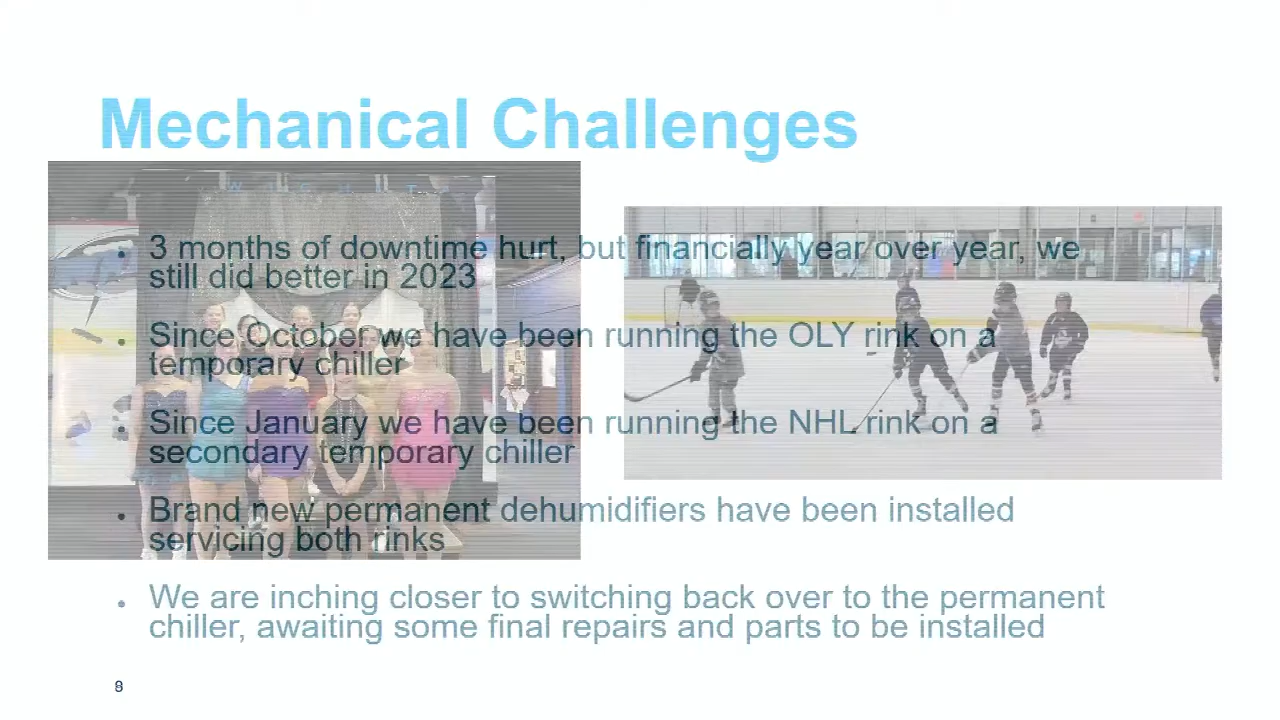 Mechanical Challenges
3 months of downtime hurt, but financially year over year, we
still did better in 2023
Since October we have been running the OLY rink on a
temporary chiller
Since January we have been running the NHL rink on a
secondary temporary chiller
Brand new permanent dehumidifiers have been installed
servicing both rinks
We are inching closer to switching back over to the permanent
chiller, awaiting some final repairs and parts to be installed